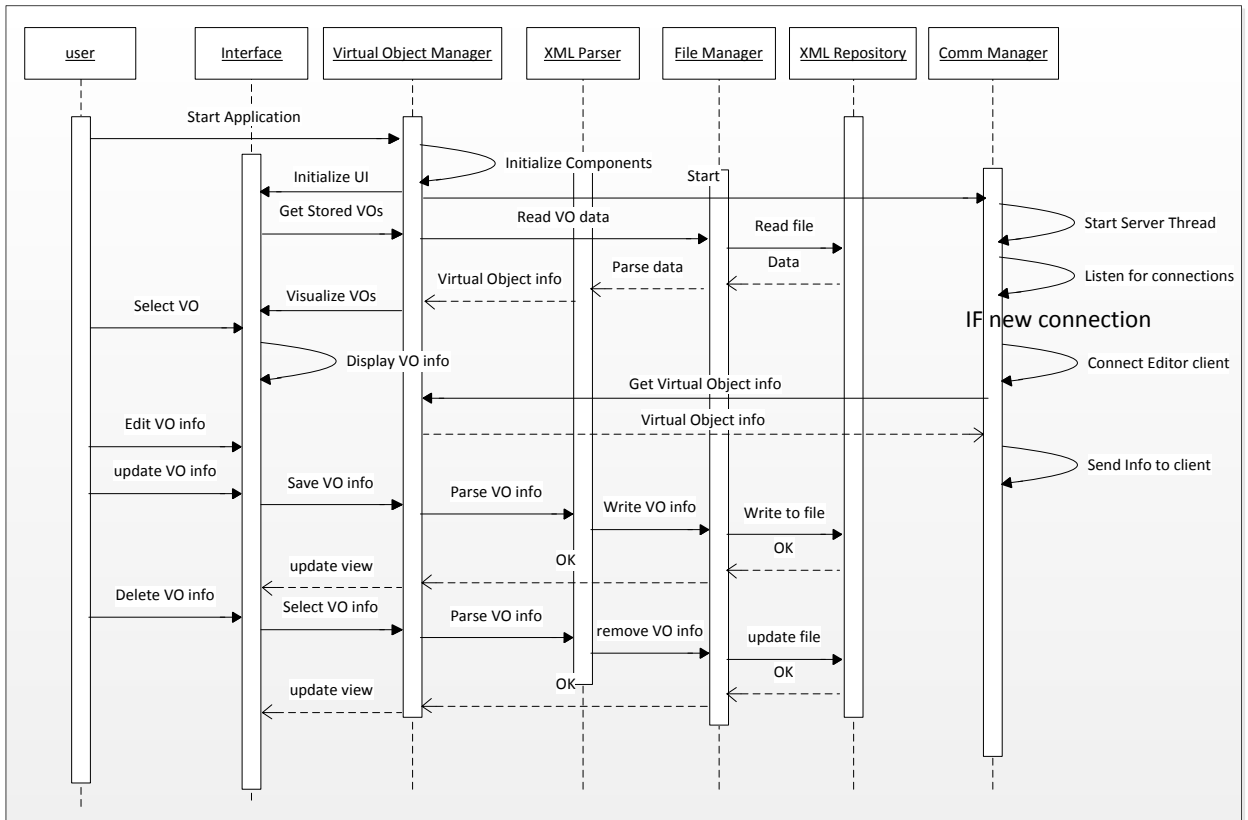 user
Interface
Virtual Object Manager
XML Parser
File Manager
XML Repository
Comm Manager
Start Application
Initialize Components
Initialize UI
Start
Get Stored VOs
Read VO data
Read file
Start Server Thread
Parse data
Data
Virtual Object info
Listen for connections
Visualize VOs
Select VO
IF new connection
Display VO info
Connect Editor client
Get Virtual Object info
Edit VO info
Virtual Object info
Send Info to client
update VO info
Save VO info
Parse VO info
Write VO info
Write to file
OK
OK
update view
Delete VO info
Select VO info
Parse VO info
remove VO info
update file
OK
OK
update view